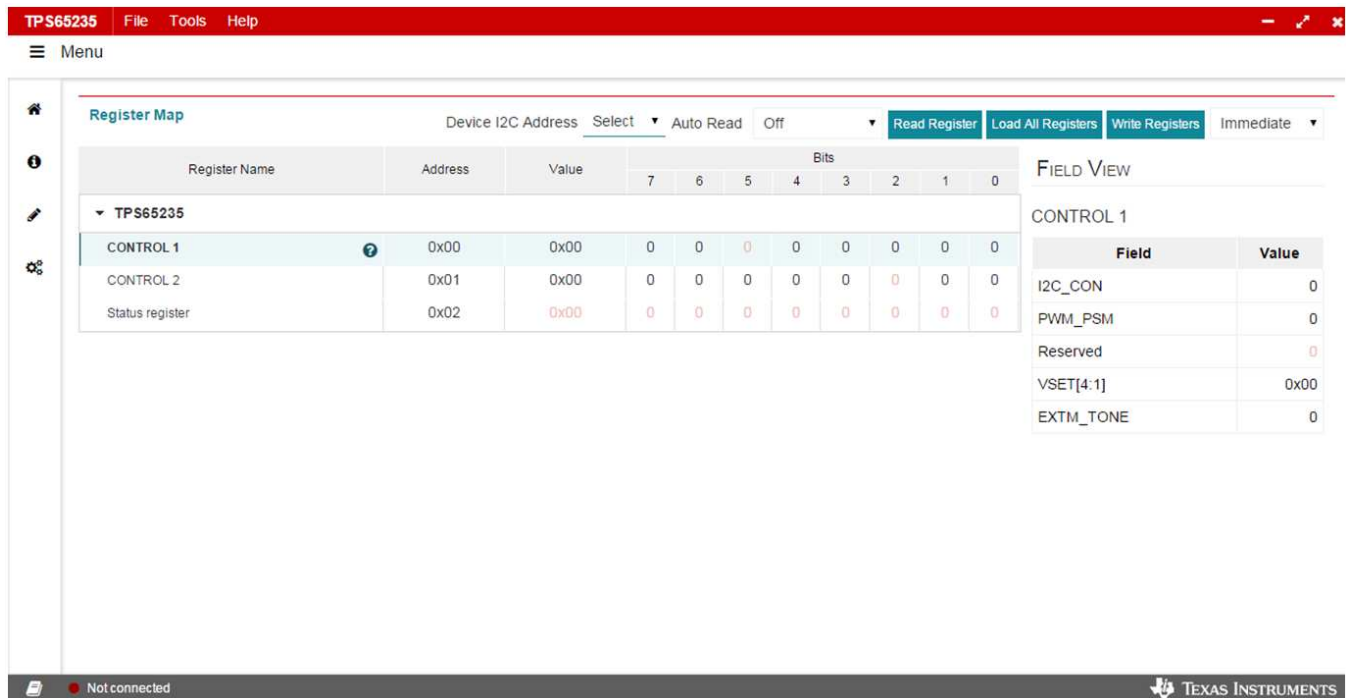 TPS65235 File Tools Help
Menu
Register Map Device I2C Address Select Auto Read Off Read Register Load All Registers Write Registers Immediate
Register Name Address Value Bits
7 6 5 4 3 2 1 0
FIELD VIEW
TPS65235
CONTROL 1
CONTROL 1 0x00 0x00 0 0 0 0 0 0 0 0
Field Value
CONTROL 2 0x01 0x00 0 0 0 0 0 0 0 0
I2C_CON 0
Status register 0x02 0x00 0 0 0 0 0 0 0 0
PWM_PSM 0
Reserved 0
VSET[4:1] 0x00
EXTM_TONE 0
Not connected TEXAS INSTRUMENTS